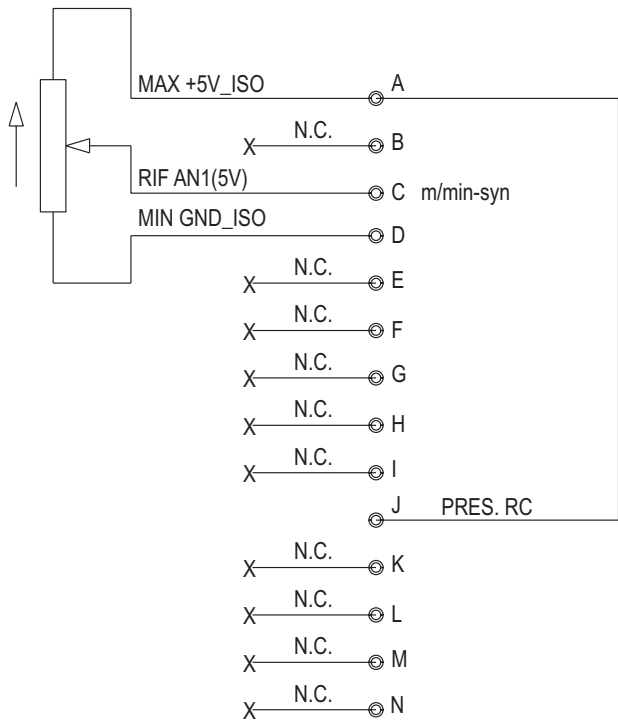 MAX +5V_ISO A
N.C. B
X
RIF AN1(5V) C m/min-syn
MIN GND_ISO D
N.C. E
X
N.C. F
X
N.C. G
X
N.C. H
X
N.C. I
X
J PRES. RC
N.C. K
X
N.C. L
X
N.C. M
X
N.C. N
X